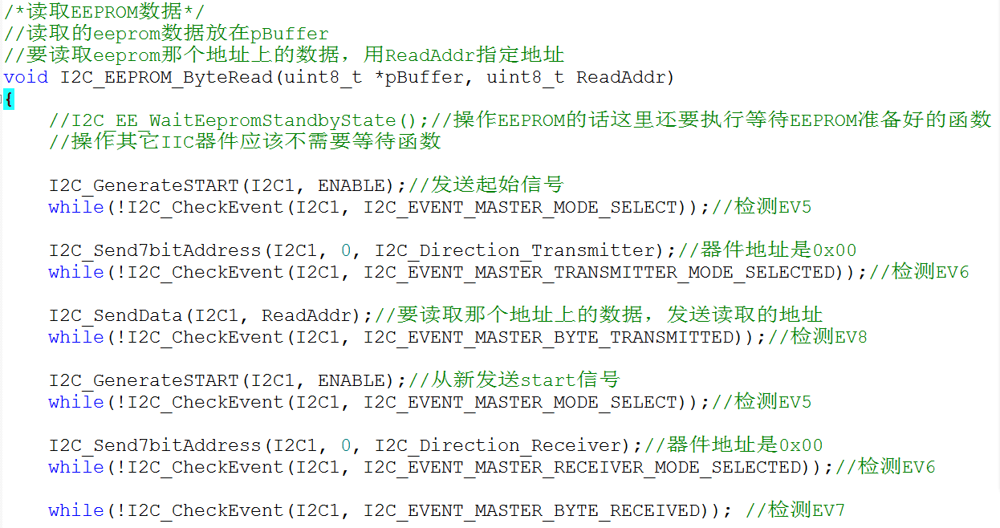 /*读取EEPROM数据*/
//读取的eeprom数据放在pBuffer
//要读取eeprom那个地址上的数据，用ReadAddr指定地址
void I2C_EEPROM_ByteRead(uint8_t *pBuffer, uint8_t ReadAddr)
{
    //I2C_EE_WaitEepromStandbyState();//操作EEPROM的话这里还要执行等待EEPROM准备好的函数
    //操作其它IIC器件应该不需要等待函数
    I2C_GenerateSTART(I2C1, ENABLE);//发送起始信号
    while(!I2C_CheckEvent(I2C1, I2C_EVENT_MASTER_MODE_SELECT));//检测EV5
    I2C_Send7bitAddress(I2C1, 0, I2C_Direction_Transmitter);//器件地址是0x00
    while(!I2C_CheckEvent(I2C1, I2C_EVENT_MASTER_TRANSMITTER_MODE_SELECTED));//检测EV6
    I2C_SendData(I2C1, ReadAddr);//要读取那个地址上的数据，发送读取的地址
    while(!I2C_CheckEvent(I2C1, I2C_EVENT_MASTER_BYTE_TRANSMITTED));//检测EV8
    I2C_GenerateSTART(I2C1, ENABLE);//从新发送start信号
    while(!I2C_CheckEvent(I2C1, I2C_EVENT_MASTER_MODE_SELECT));//检测EV5
    I2C_Send7bitAddress(I2C1, 0, I2C_Direction_Receiver);//器件地址是0x00
    while(!I2C_CheckEvent(I2C1, I2C_EVENT_MASTER_RECEIVER_MODE_SELECTED));//检测EV6
    while(!I2C_CheckEvent(I2C1, I2C_EVENT_MASTER_BYTE_RECEIVED)); //检测EV7